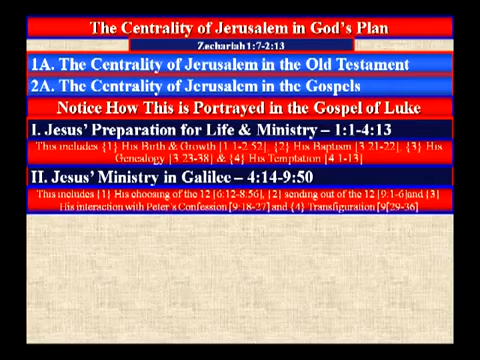 The Centrality of Jerusalem in God's Plan
Zechariah 1:7-2:13
1A. The Centrality of Jerusalem in the Old Testament
2A. The Centrality of Jerusalem in the Gospels
Notice How This is Portrayed in the Gospel of Luke
I. Jesus' Preparation for Life & Ministry – 1:1-4:13
This includes {1} His Birth & Growth [1.1-2.52], {2} His Baptism [3.21-22], {3} His
Genealogy [3.23-38] & {4} His Temptation [4.1-13]
II. Jesus' Ministry in Galilee - 4:14-9:50
This includes {1} His choosing of the 12 [6:12-8:56], {2} sending out of the 12 [9:1-6]and {3}
His interaction with Peter's Confession [9:18-27] and {4} Transfiguration [9[29-36]